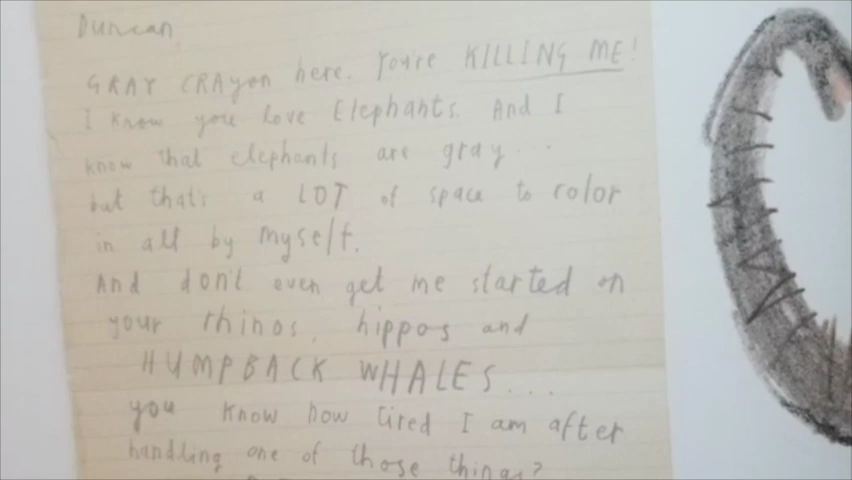 Duncan,
GRAY CRAyon here. You're KILLING ME!
I know you love Elephants. And I
know that elephants are gray...
but that's a LOT of space to color
in all by myself.
And don't even get me started on
your rhinos, hippos and
HUMPBACK WHALES...
you know how tired I am after
handling one of those things?